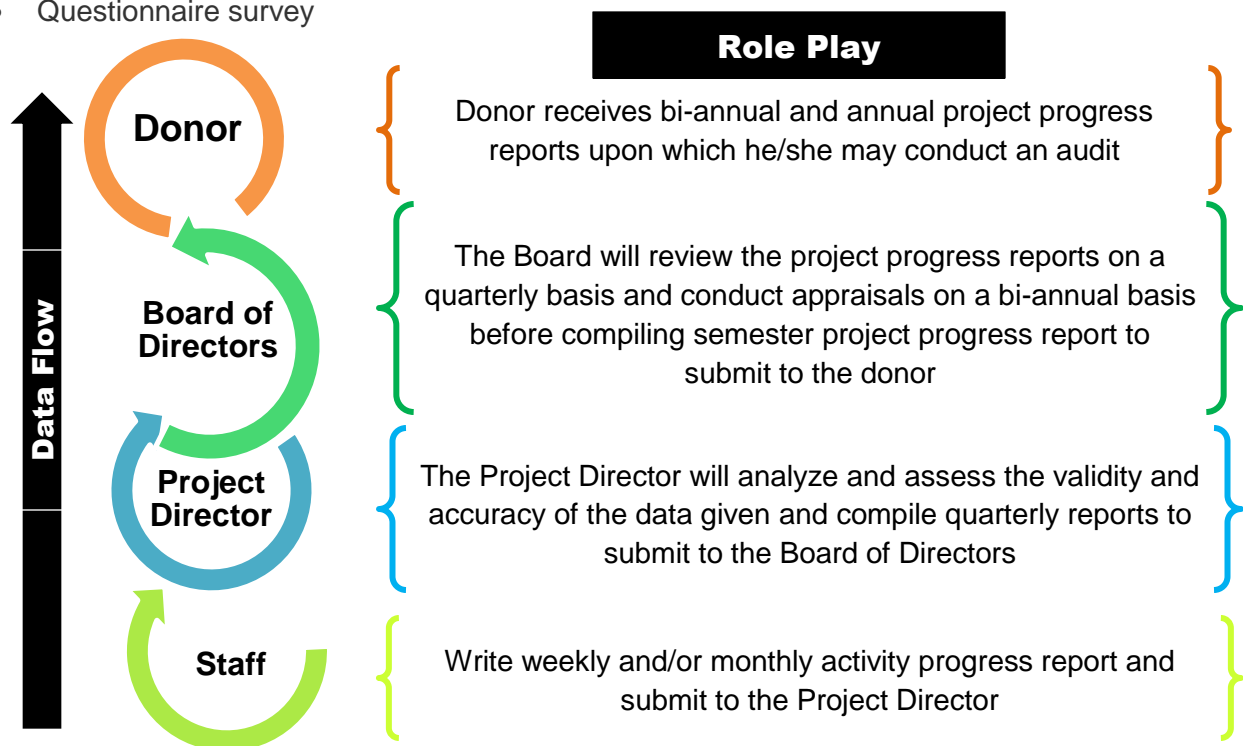 • Questionnaire survey
Role Play
Donor
Donor receives bi-annual and annual project progress
reports upon which he/she may conduct an audit
Data Flow
Board of
Directors
The Board will review the project progress reports on a
quarterly basis and conduct appraisals on a bi-annual basis
before compiling semester project progress report to
submit to the donor
Project
Director
The Project Director will analyze and assess the validity and
accuracy of the data given and compile quarterly reports to
submit to the Board of Directors
Staff
Write weekly and/or monthly activity progress report and
submit to the Project Director